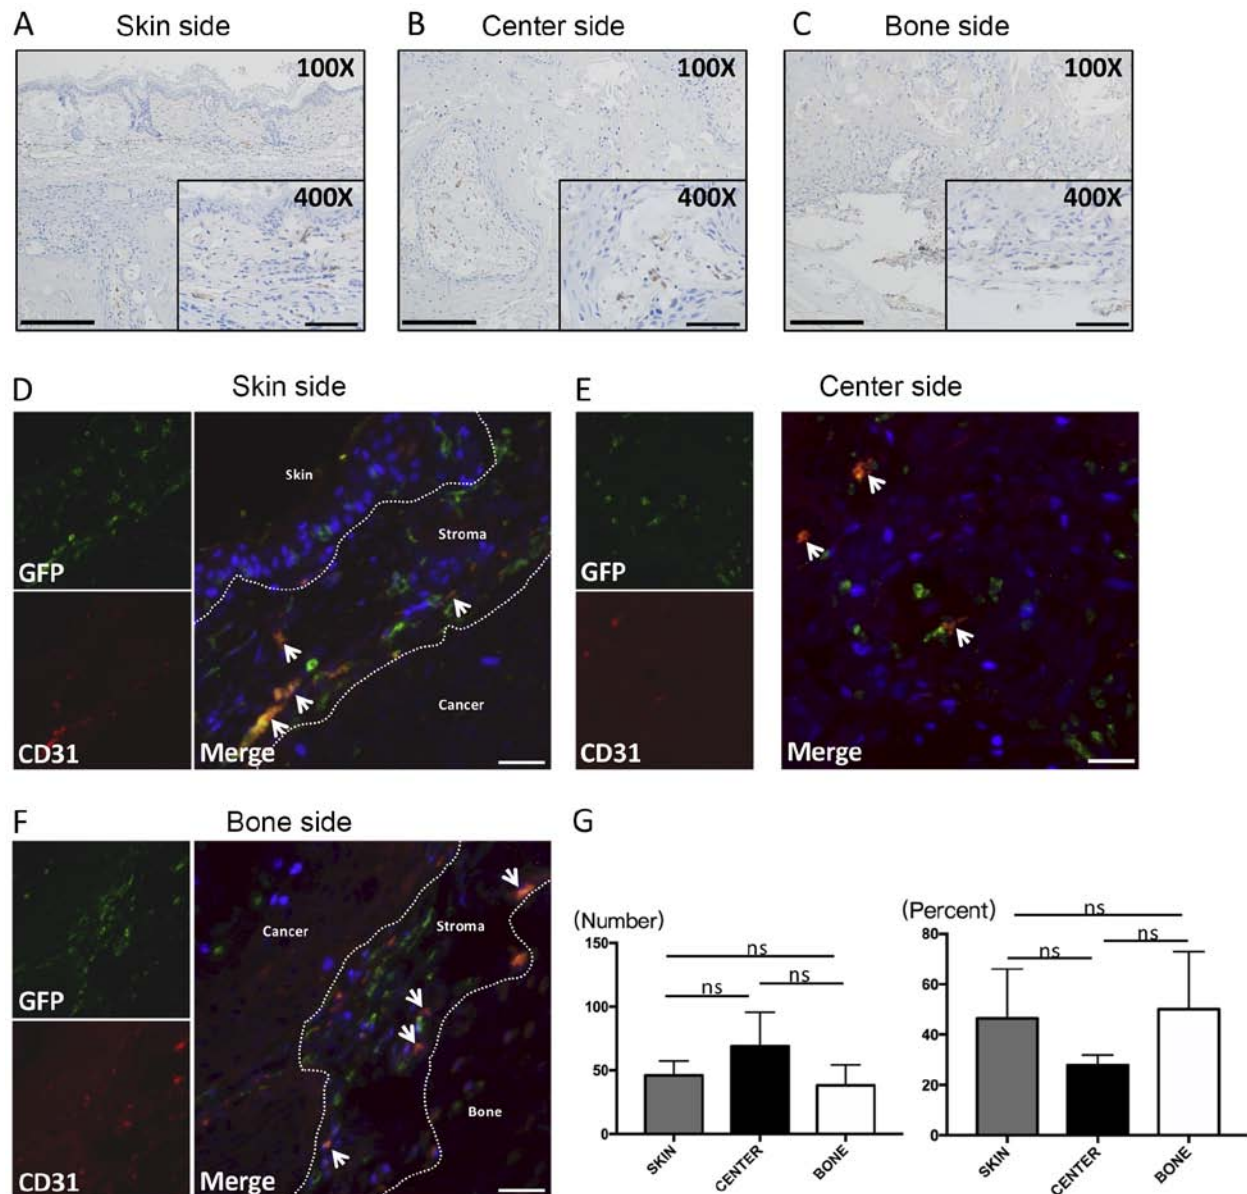 A Skin side
B Center side
C Bone side
100X
100X
100X
400X
400X
400X
D Skin side
E Center side
GFP
CD31
Skin
Stroma
Cancer
Merge
GFP
CD31
Merge
F Bone side
G
GFP
CD31
Cancer
Stroma
Bone
Merge
(Number)
150
100
50
0
ns
ns
ns
SKIN
CENTER
BONE
(Percent)
80
60
40
20
0
ns
ns
ns
SKIN
CENTER
BONE